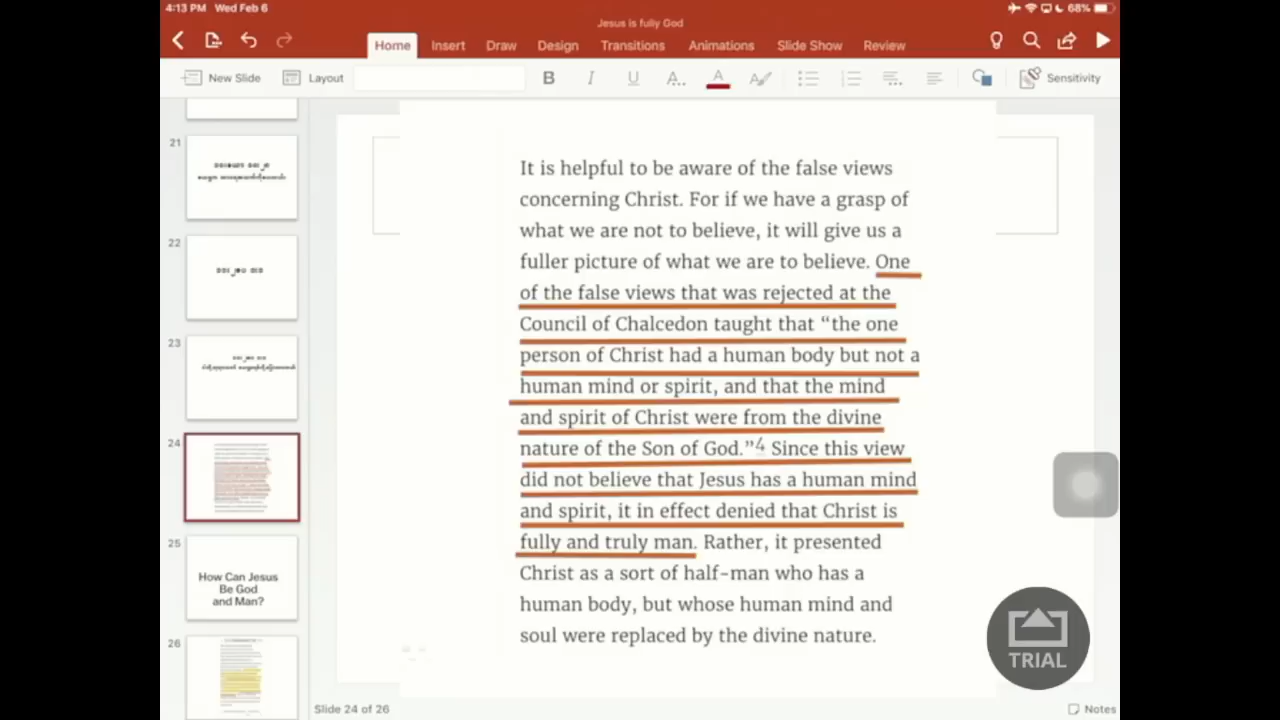 4:13 PM Wed Feb 6
68%
Jesus is fully God
Home Insert Draw Design Transitions Animations Slide Show Review
New Slide Layout B I U A A Sensitivity
21
22
23
24
25
How Can Jesus
Be God
and Man?
26
It is helpful to be aware of the false views
concerning Christ. For if we have a grasp of
what we are not to believe, it will give us a
fuller picture of what we are to believe. One
of the false views that was rejected at the
Council of Chalcedon taught that “the one
person of Christ had a human body but not a
human mind or spirit, and that the mind
and spirit of Christ were from the divine
nature of the Son of God.”4 Since this view
did not believe that Jesus has a human mind
and spirit, it in effect denied that Christ is
fully and truly man. Rather, it presented
Christ as a sort of half-man who has a
human body, but whose human mind and
soul were replaced by the divine nature.
TRIAL
Slide 24 of 26
Notes